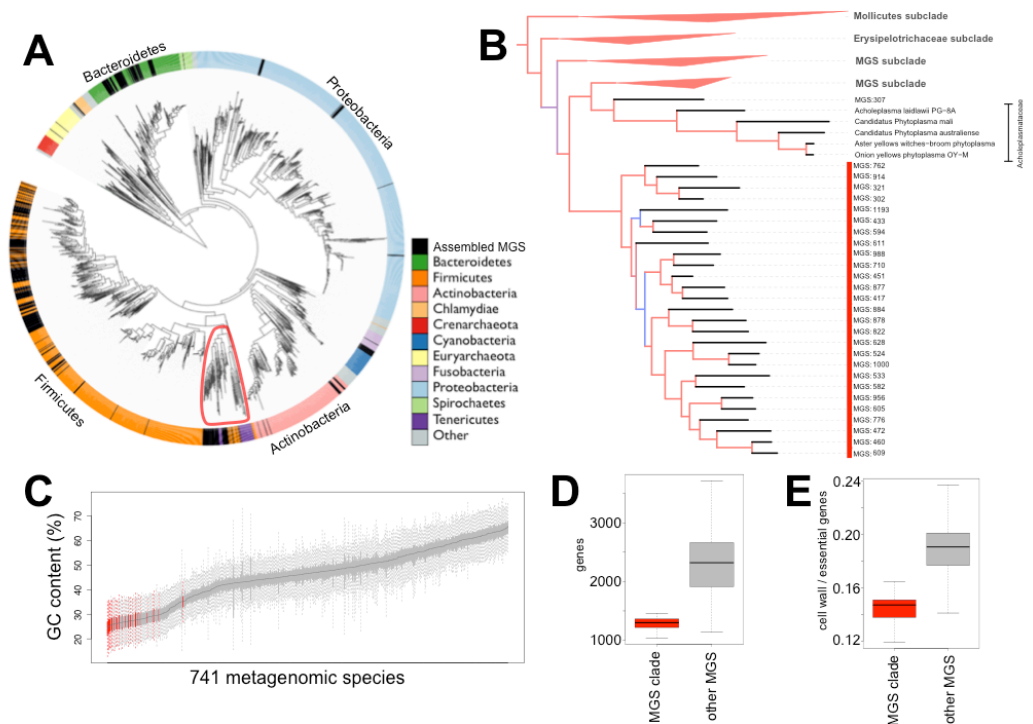 A
Bacteroidetes
Proteobacteria
Firmicutes
Actinobacteria
Assembled MGS
Bacteroidetes
Firmicutes
Actinobacteria
Chlamydiae
Crenarchaeota
Cyanobacteria
Euryarchaeota
Fusobacteria
Proteobacteria
Spirochaetes
Tenericutes
Other
B
Mollicutes subclade
Erysipelotrichaceae subclade
MGS subclade
MGS subclade
MGS:307
Acholeplasma laidlawii PG−8A
Candidatus Phytoplasma mali
Candidatus Phytoplasma australiense
Aster yellows witches−broom phytoplasma
Onion yellows phytoplasma OY−M
Acholeplasmataceae
MGS:762
MGS:914
MGS:321
MGS:302
MGS:1193
MGS:433
MGS:594
MGS:611
MGS:988
MGS:710
MGS:451
MGS:877
MGS:417
MGS:884
MGS:878
MGS:822
MGS:628
MGS:524
MGS:1000
MGS:533
MGS:582
MGS:956
MGS:605
MGS:776
MGS:472
MGS:460
MGS:609
C
GC content (%)
70
60
50
40
30
20
741 metagenomic species
D
genes
3000
2000
1000
MGS clade
other MGS
E
cell wall / essential genes
0.24
0.20
0.16
0.12
MGS clade
other MGS